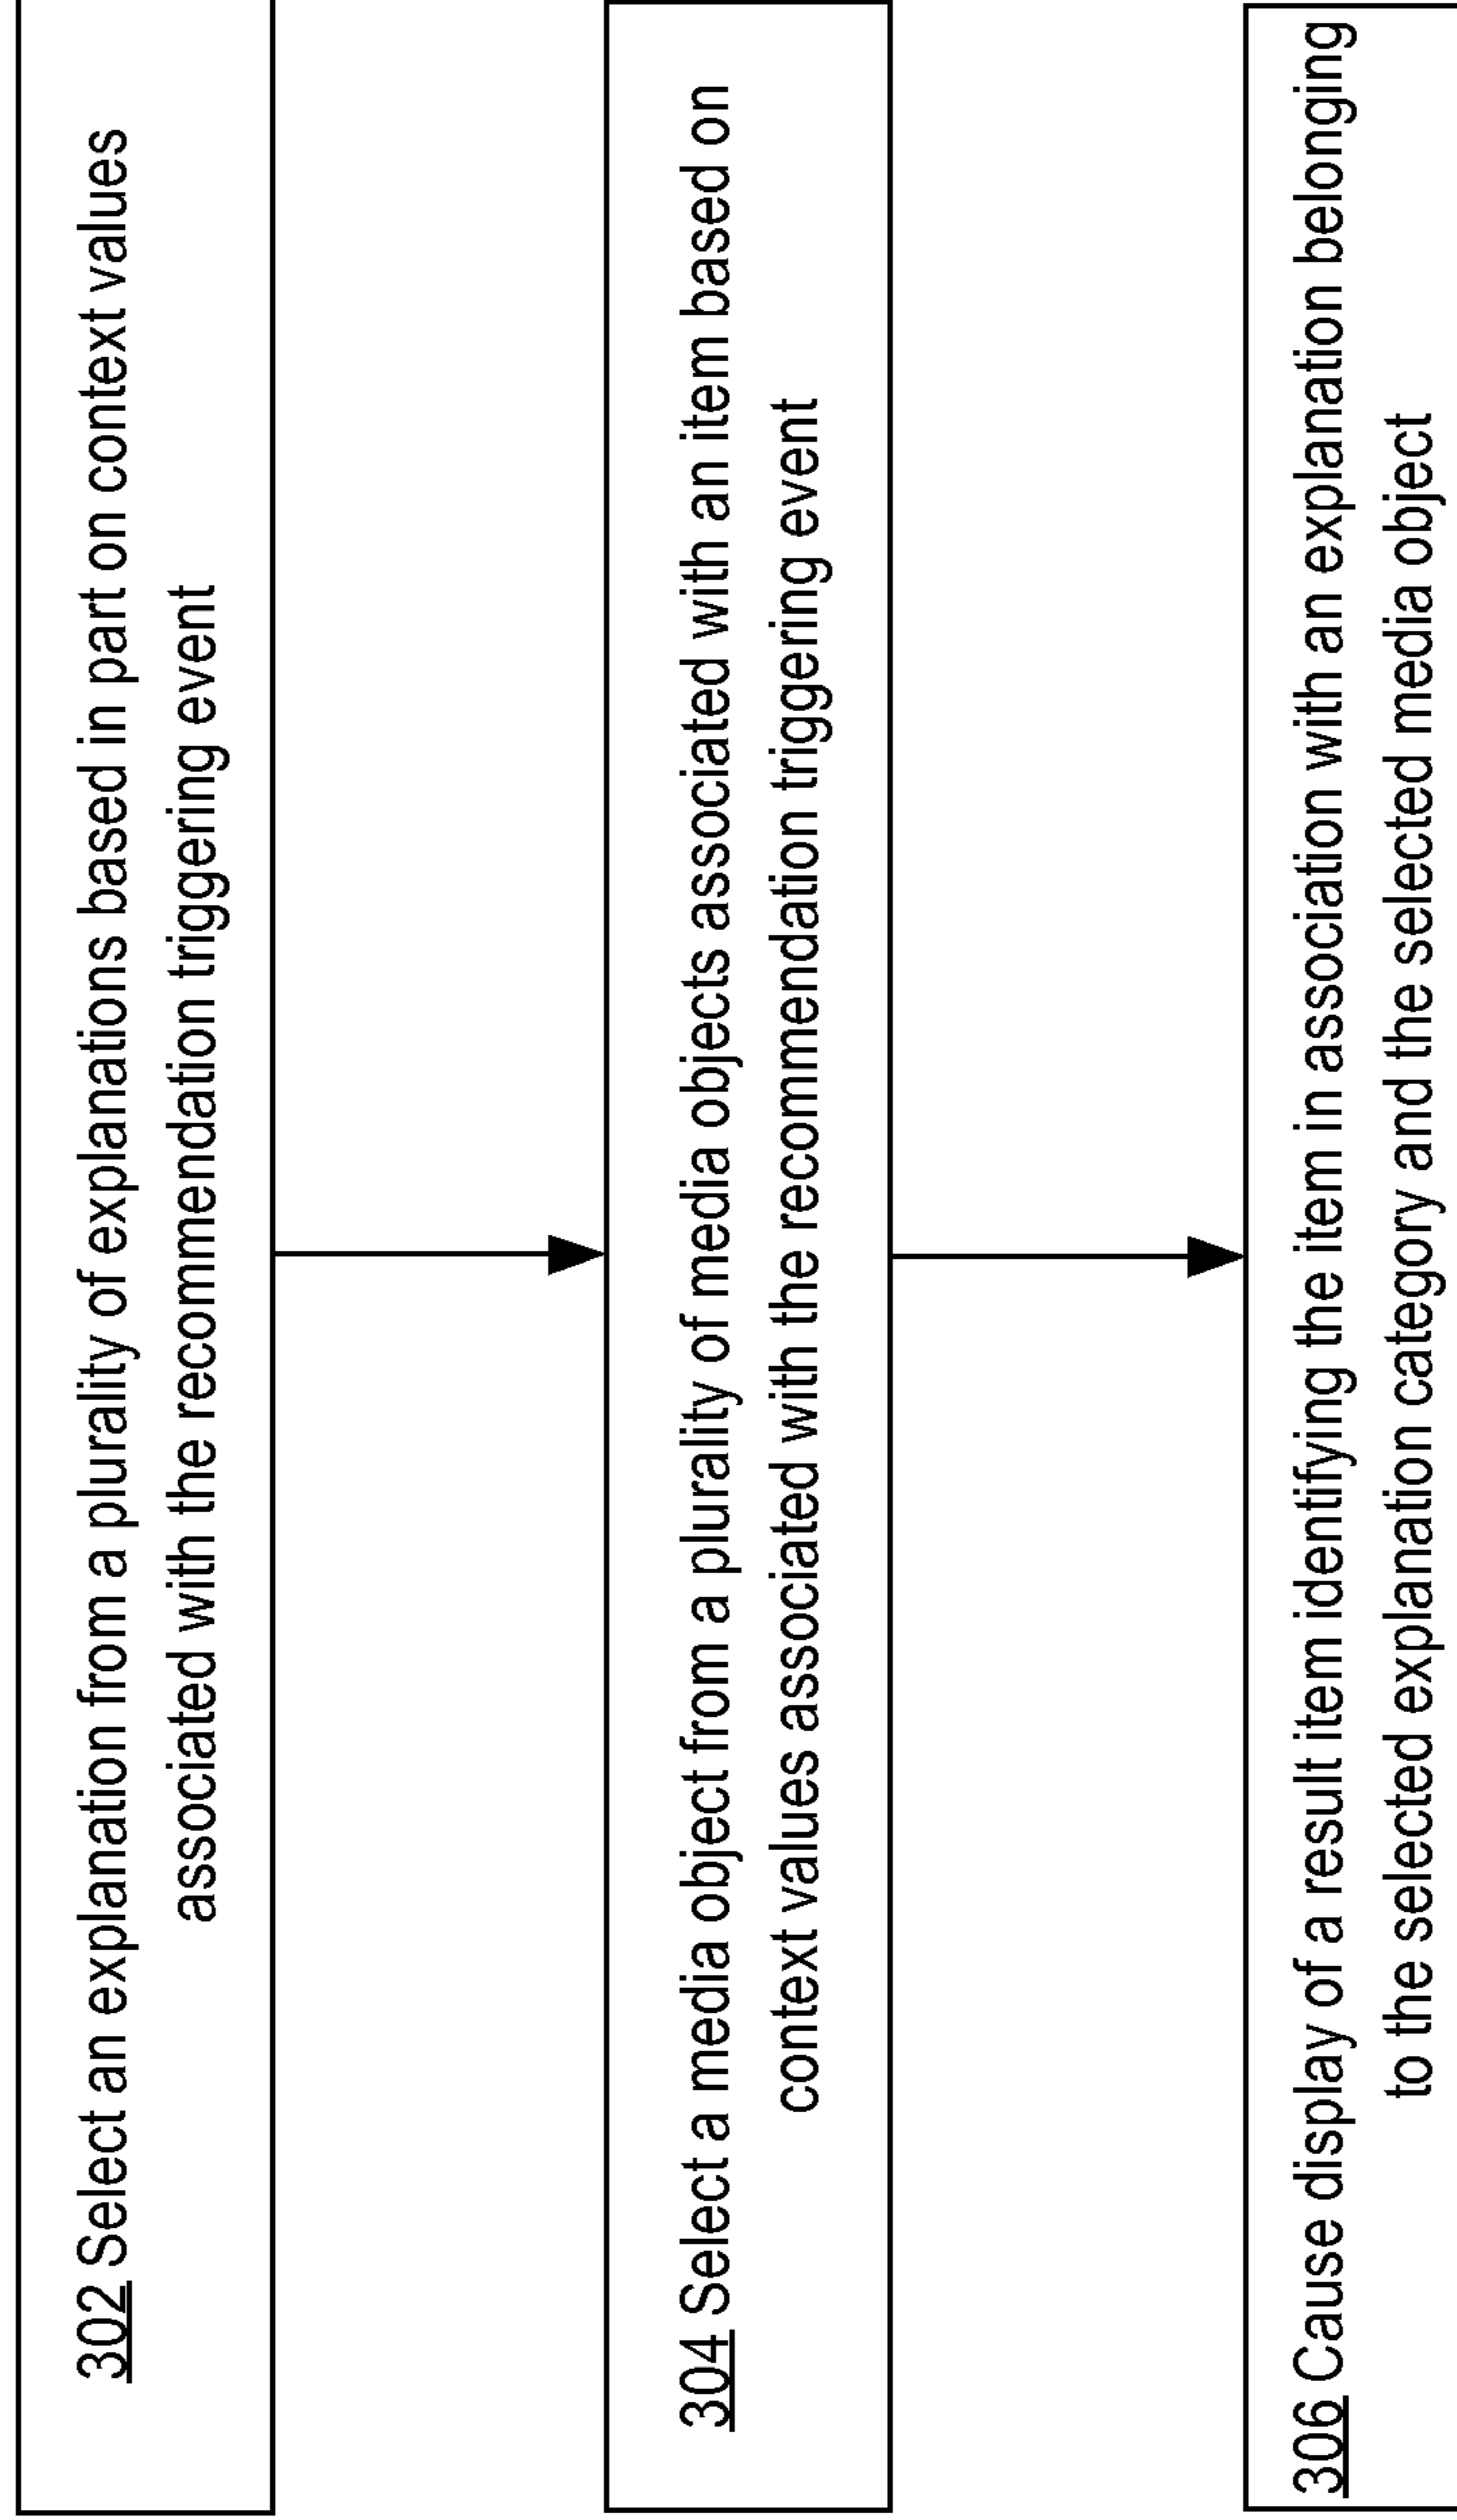 302 Select an explanation from a plurality of explanations based in part on context values
associated with the recommendation triggering event
304 Select a media object from a plurality of media objects associated with an item based on
context values associated with the recommendation triggering event
306 Cause display of a result item identifying the item in association with an explanation belonging
to the selected explanation category and the selected media object